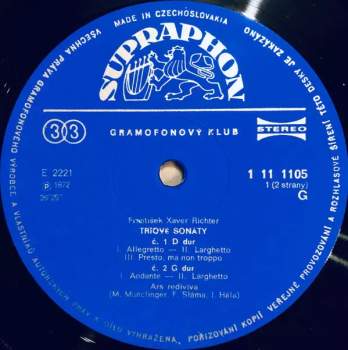 MADE IN CZECHOSLOVAKIA
VŠECHNA PRÁVA GRAMOFONOVÉHO VÝROBCE A VLASTNÍKŮ AUTORSKÝCH PRÁV K DÍLU VYHRAZENA. POŘIZOVÁNÍ KOPIÍ VEŘEJNÉ PROVOZOVÁNÍ A ROZHLASOVÉ ŠÍŘENÍ TÉTO DESKY JE ZAKÁZÁNO
SUPRAPHON
33
GRAMOFONOVÝ KLUB
STEREO
E 2221
1 11 1105
Ⓟ 1972
1 (2 strany)
G
František Xaver Richter
TRIOVÉ SONÁTY
č. 1 D dur
I. Allegretto — II. Larghetto
III. Presto, ma non troppo
č. 2 G dur
I. Andante — II. Larghetto
Ars rediviva
(M. Munclinger, F. Sláma, J. Hála)